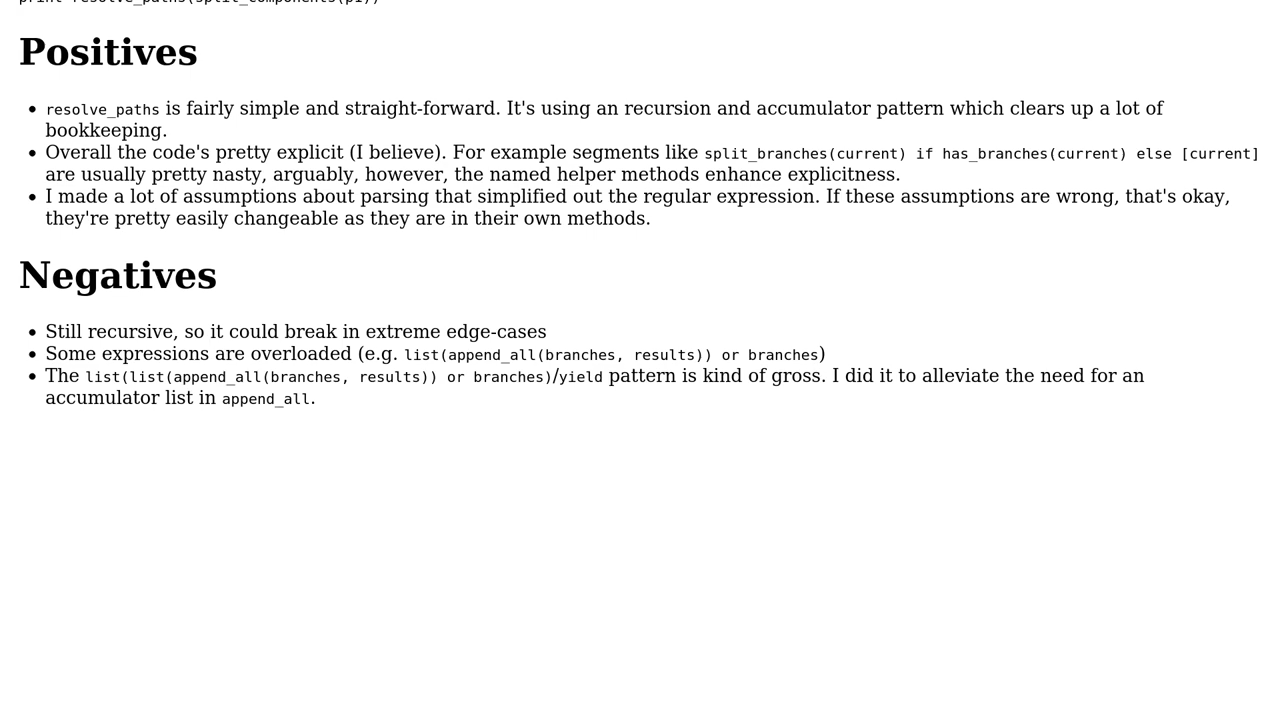 print resolve_paths(split_components(p1))
Positives
resolve_paths is fairly simple and straight-forward. It's using an recursion and accumulator pattern which clears up a lot of
bookkeeping.
Overall the code's pretty explicit (I believe). For example segments like split_branches(current) if has_branches(current) else [current]
are usually pretty nasty, arguably, however, the named helper methods enhance explicitness.
I made a lot of assumptions about parsing that simplified out the regular expression. If these assumptions are wrong, that's okay,
they're pretty easily changeable as they are in their own methods.
Negatives
Still recursive, so it could break in extreme edge-cases
Some expressions are overloaded (e.g. list(append_all(branches, results)) or branches)
The list(list(append_all(branches, results)) or branches)/yield pattern is kind of gross. I did it to alleviate the need for an
accumulator list in append_all.